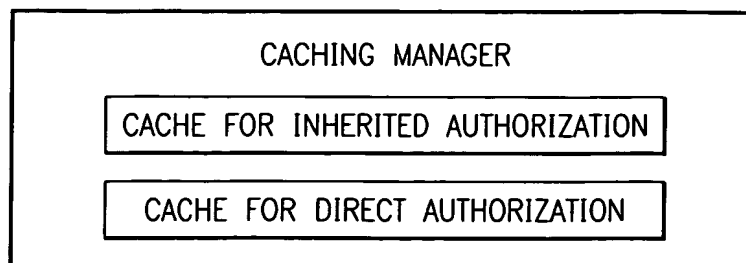 CACHING MANAGER
CACHE FOR INHERITED AUTHORIZATION
CACHE FOR DIRECT AUTHORIZATION